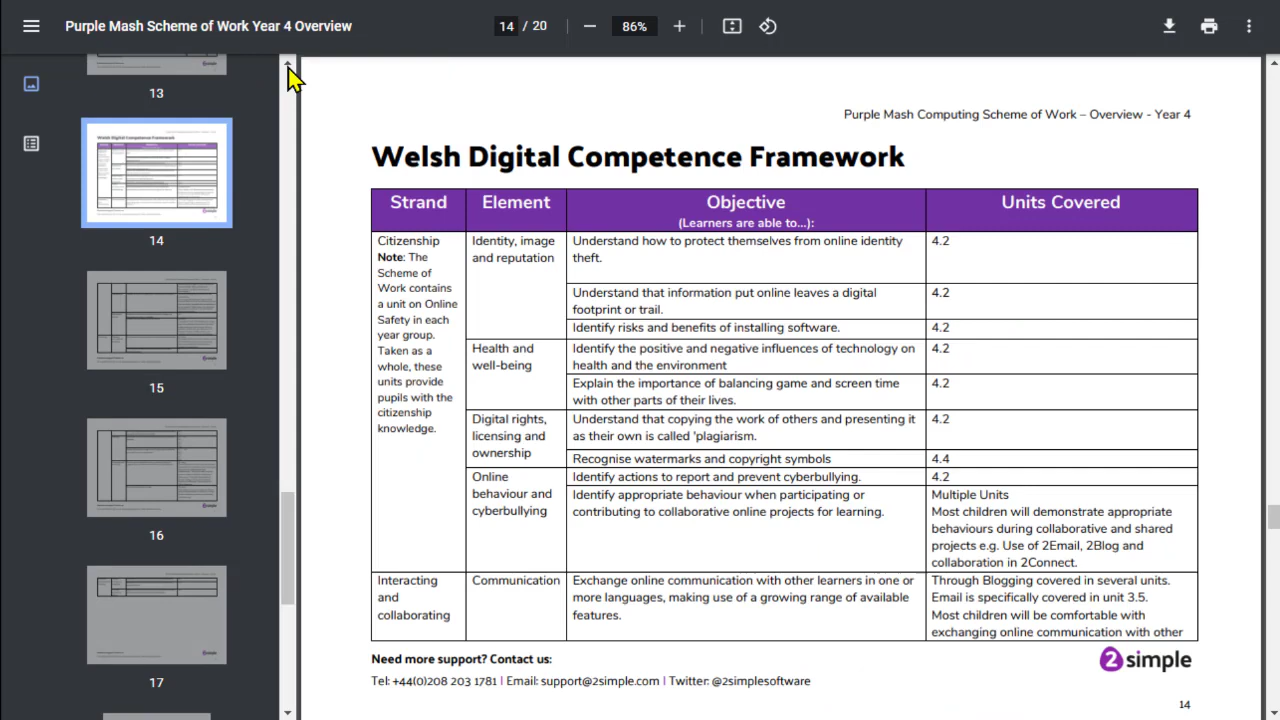 Purple Mash Scheme of Work Year 4 Overview
14 / 20
86%
13
14
15
16
17
Purple Mash Computing Scheme of Work – Overview - Year 4
Welsh Digital Competence Framework
Strand
Element
Objective
(Learners are able to...):
Units Covered
Citizenship
Note: The
Scheme of
Work contains
a unit on Online
Safety in each
year group.
Taken as a
whole, these
units provide
pupils with the
citizenship
knowledge.
Identity, image
and reputation
Understand how to protect themselves from online identity
theft.
4.2
Understand that information put online leaves a digital
footprint or trail.
4.2
Identify risks and benefits of installing software.
4.2
Health and
well-being
Identify the positive and negative influences of technology on
health and the environment
4.2
Explain the importance of balancing game and screen time
with other parts of their lives.
4.2
Digital rights,
licensing and
ownership
Understand that copying the work of others and presenting it
as their own is called 'plagiarism.
4.2
Recognise watermarks and copyright symbols
4.4
Online
behaviour and
cyberbullying
Identify actions to report and prevent cyberbullying.
4.2
Identify appropriate behaviour when participating or
contributing to collaborative online projects for learning.
Multiple Units
Most children will demonstrate appropriate
behaviours during collaborative and shared
projects e.g. Use of 2Email, 2Blog and
collaboration in 2Connect.
Interacting
and
collaborating
Communication
Exchange online communication with other learners in one or
more languages, making use of a growing range of available
features.
Through Blogging covered in several units.
Email is specifically covered in unit 3.5.
Most children will be comfortable with
exchanging online communication with other
Need more support? Contact us:
Tel: +44(0)208 203 1781 | Email: support@2simple.com | Twitter: @2simplesoftware
2simple
14